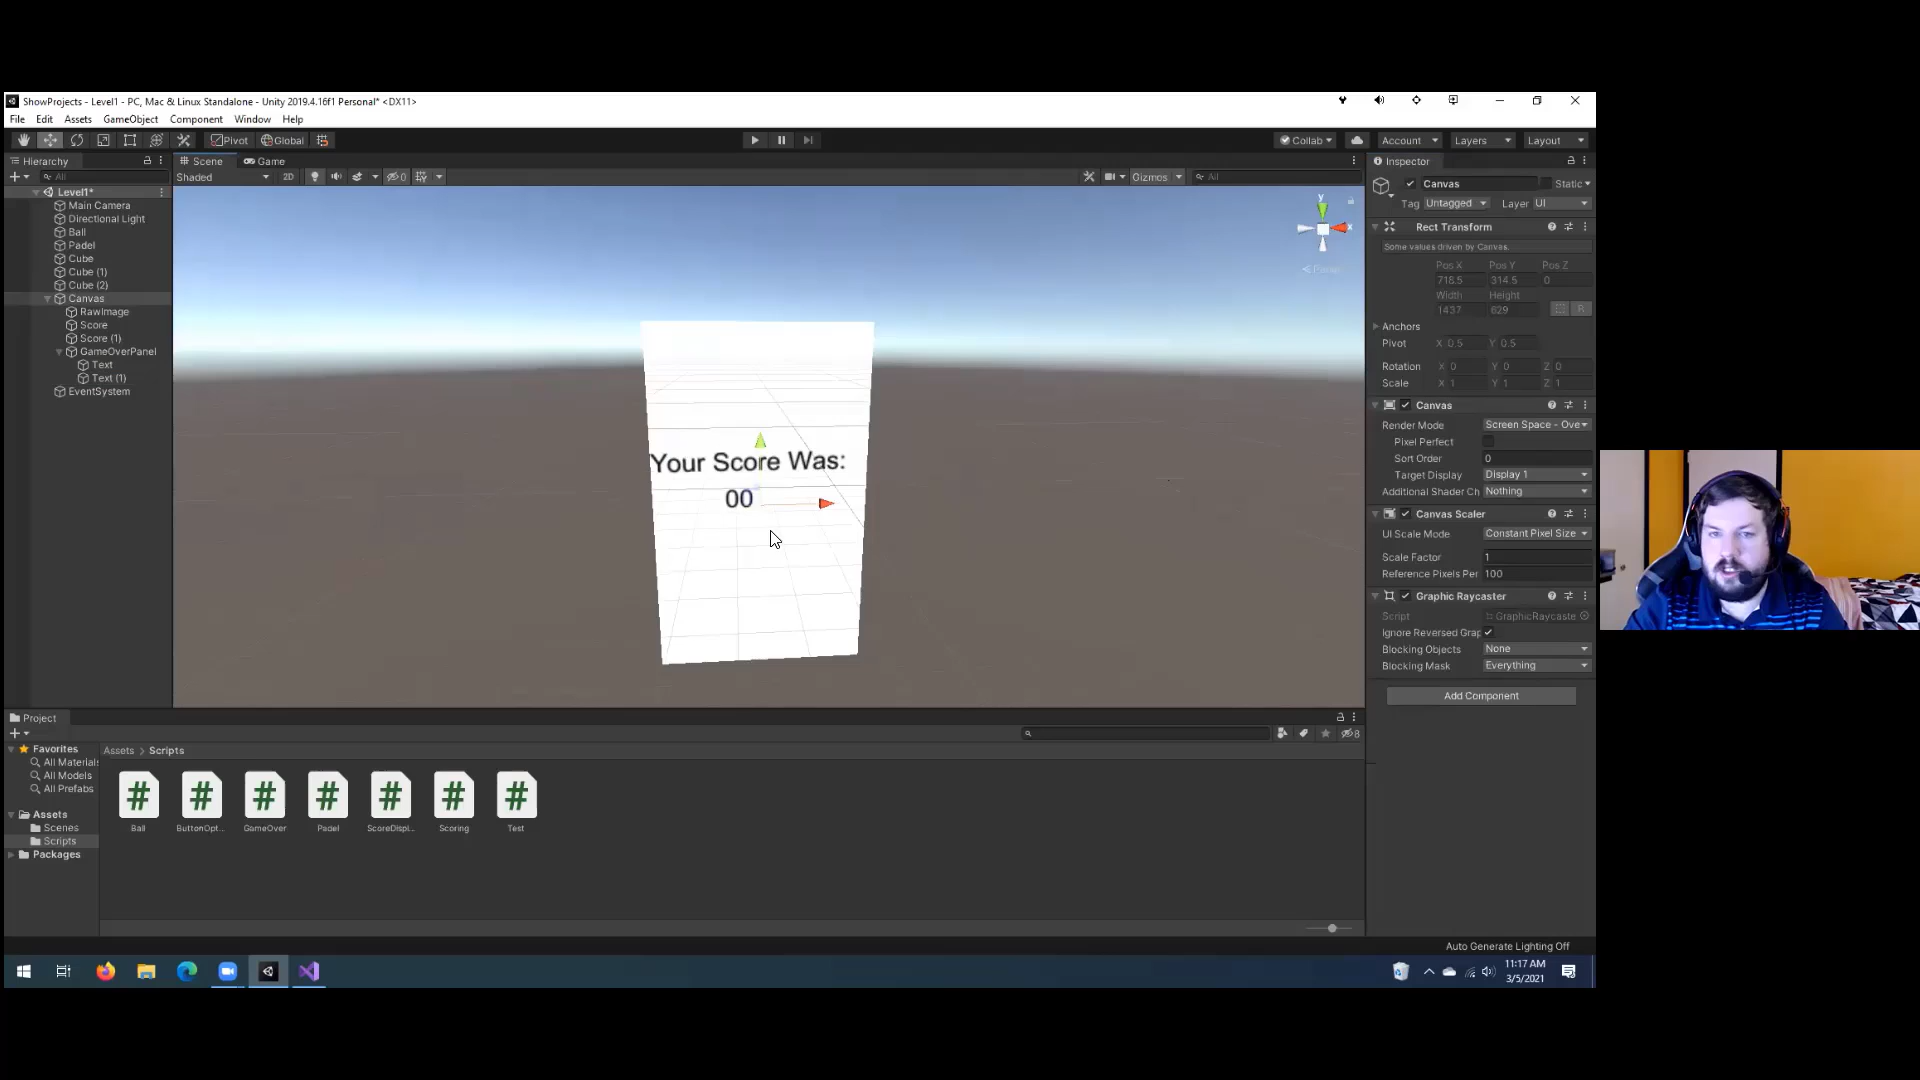 ShowProjects - Level1 - PC, Mac & Linux Standalone - Unity 2019.4.16f1 Personal* <DX11>
File Edit Assets GameObject Component Window Help
Pivot Global Collab Account Layers Layout
Hierarchy
All
Level1*
Main Camera
Directional Light
Ball
Padel
Cube
Cube (1)
Cube (2)
Canvas
RawImage
Score
Score (1)
GameOverPanel
Text
Text (1)
EventSystem
Scene Game
Shaded 2D 0 Gizmos All
y
x
Your Score Was:
00
Inspector
Canvas Static
Tag Untagged Layer UI
Rect Transform
Some values driven by Canvas.
Pos X Pos Y Pos Z
718.5 314.5 0
Width Height
1437 629 R
Anchors
Pivot X 0.5 Y 0.5
Rotation X 0 Y 0 Z 0
Scale X 1 Y 1 Z 1
Canvas
Render Mode Screen Space - Ove
Pixel Perfect
Sort Order 0
Target Display Display 1
Additional Shader Ch Nothing
Canvas Scaler
UI Scale Mode Constant Pixel Size
Scale Factor 1
Reference Pixels Per 100
Graphic Raycaster
Script GraphicRaycaste
Ignore Reversed Grap
Blocking Objects None
Blocking Mask Everything
Add Component
Project
8
Favorites
All Materials
All Models
All Prefabs
Assets
Scenes
Scripts
Packages
Assets > Scripts
# # # # # # #
Ball ButtonOpt... GameOver Padel ScoreDispl... Scoring Test
Auto Generate Lighting Off
11:17 AM
3/5/2021